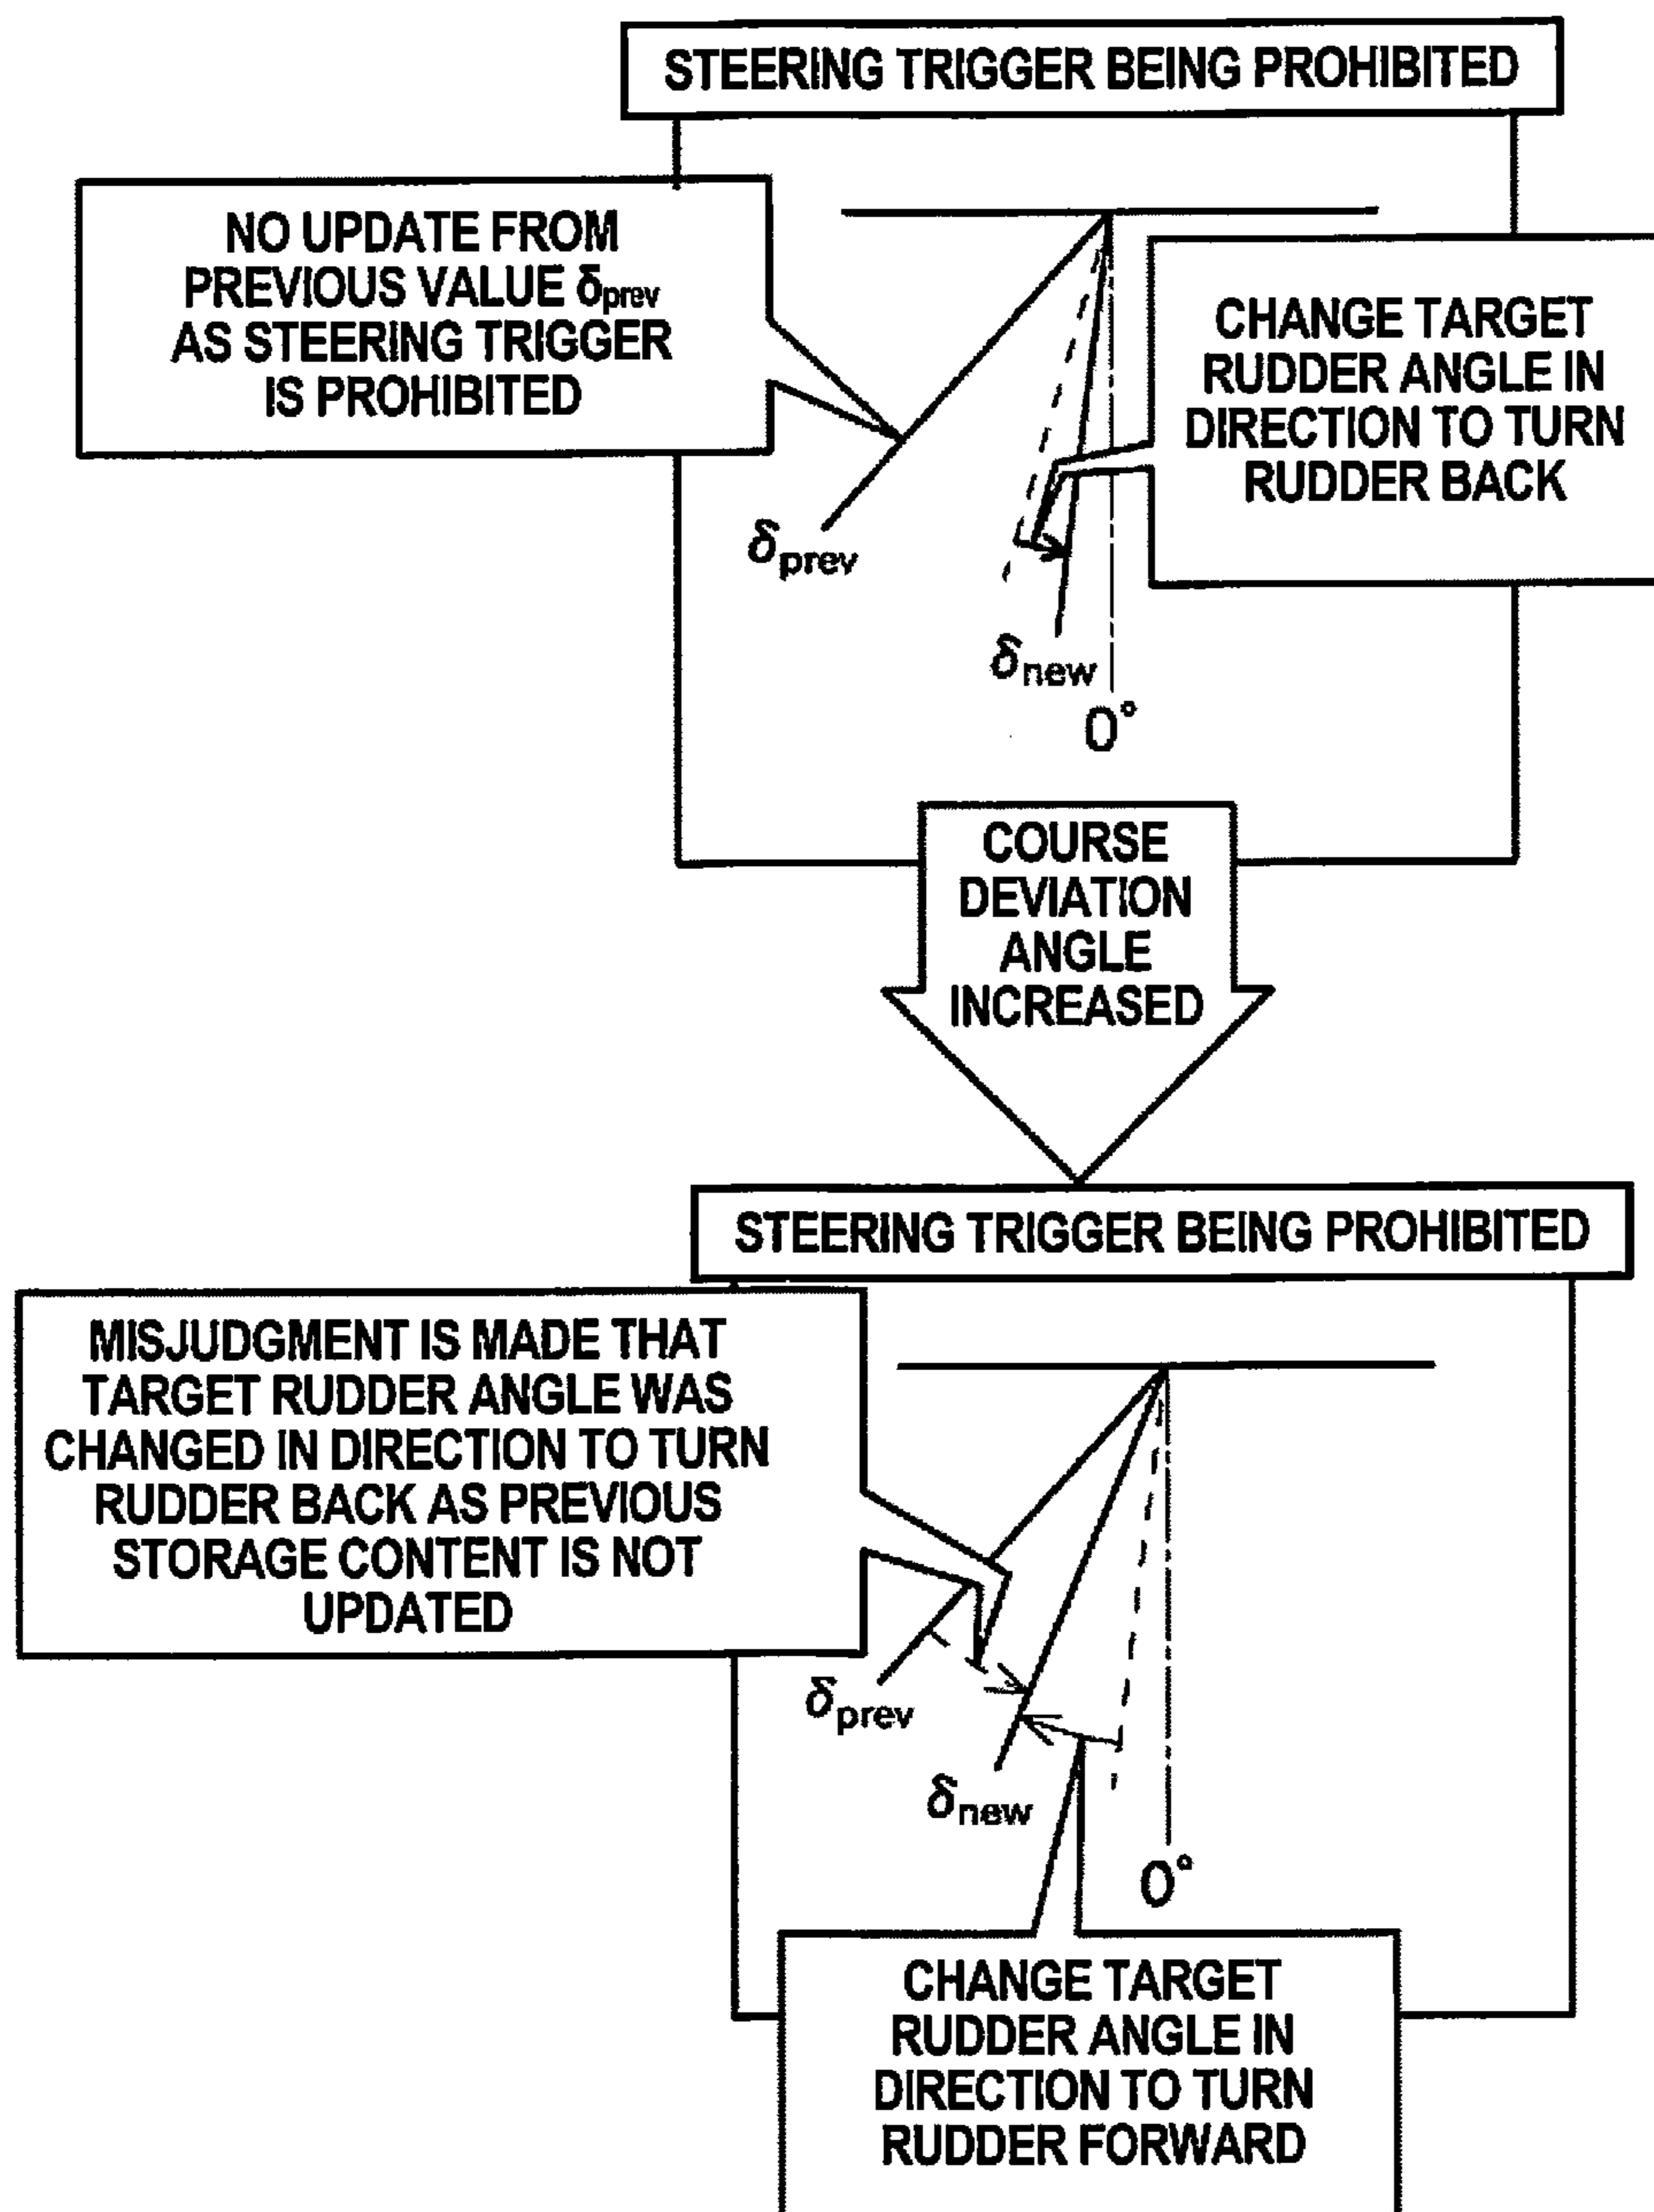 STEERING TRIGGER BEING PROHIBITED
NO UPDATE FROM
PREVIOUS VALUE δprev
AS STEERING TRIGGER
IS PROHIBITED
CHANGE TARGET
RUDDER ANGLE IN
DIRECTION TO TURN
RUDDER BACK
δprev
δnew
0°
COURSE
DEVIATION
ANGLE
INCREASED
STEERING TRIGGER BEING PROHIBITED
MISJUDGMENT IS MADE THAT
TARGET RUDDER ANGLE WAS
CHANGED IN DIRECTION TO TURN
RUDDER BACK AS PREVIOUS
STORAGE CONTENT IS NOT
UPDATED
δprev
δnew
0°
CHANGE TARGET
RUDDER ANGLE IN
DIRECTION TO TURN
RUDDER FORWARD